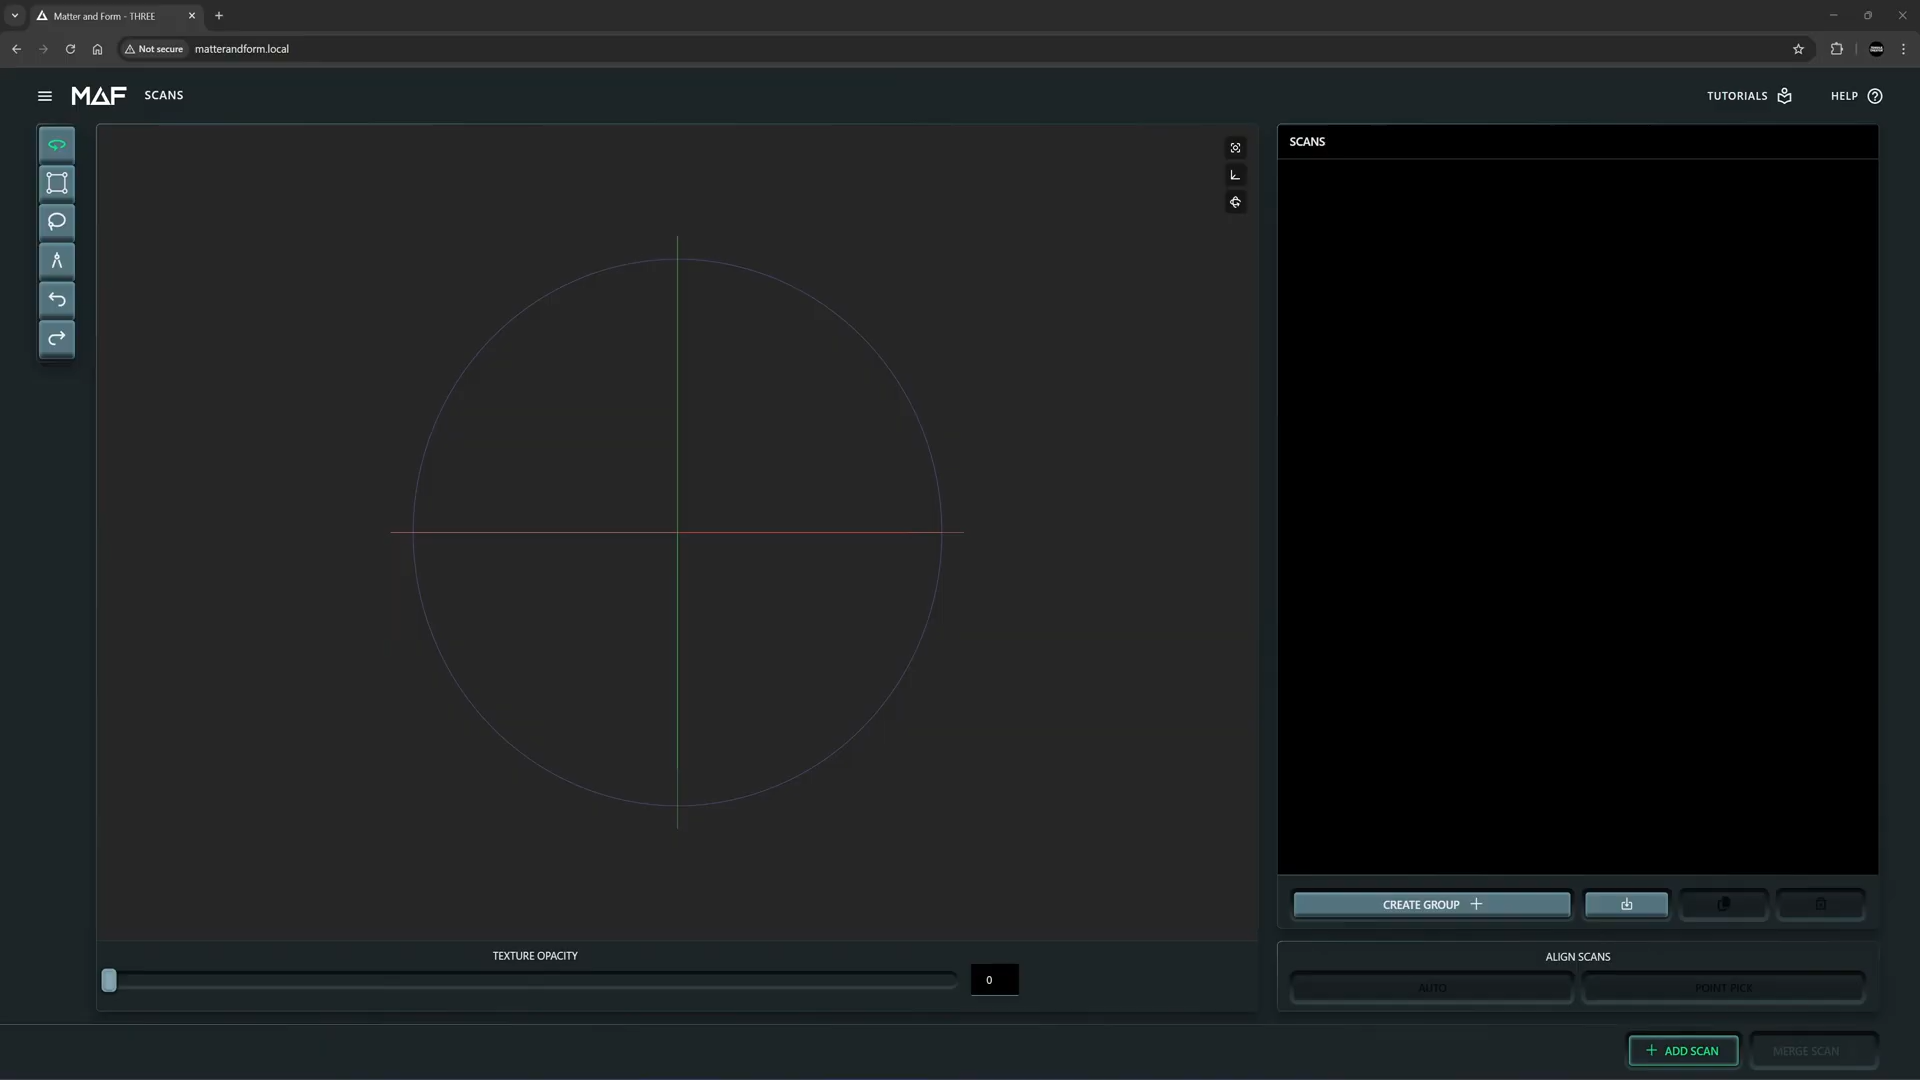 Matter and Form - THREE
Not secure
matterandform.local
MAF
SCANS
TUTORIALS
HELP
SCANS
CREATE GROUP
TEXTURE OPACITY
0
ALIGN SCANS
AUTO
POINT PICK
ADD SCAN
MERGE SCAN